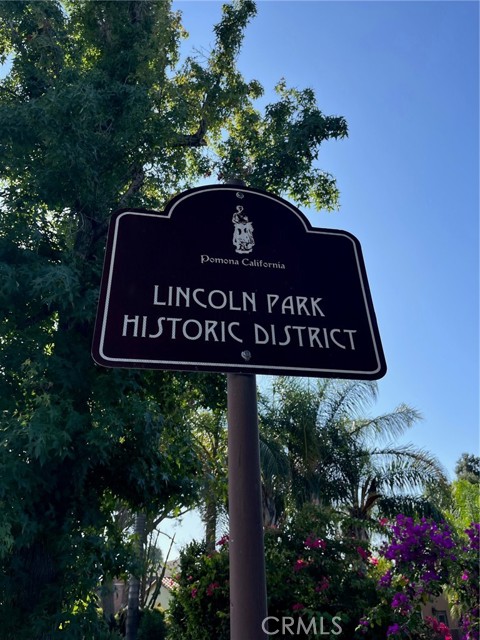 Pomona California
LINCOLN PARK
HISTORIC DISTRICT
CRMLS